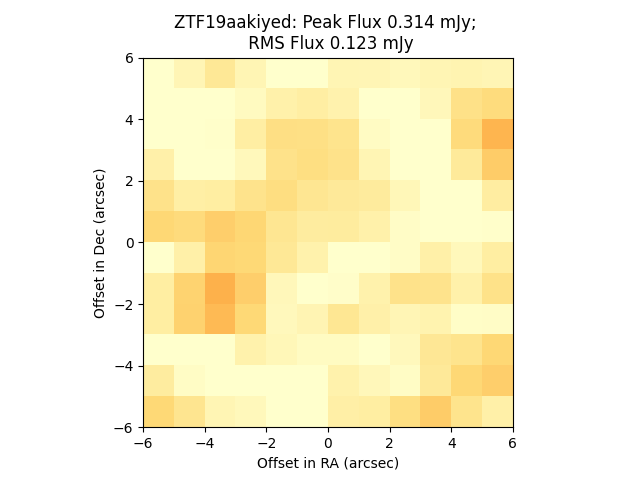 ZTF19aakiyed: Peak Flux 0.314 mJy;
RMS Flux 0.123 mJy
6
4
2
0
−2
−4
−6
Offset in Dec (arcsec)
−6 −4 −2 0 2 4 6
Offset in RA (arcsec)